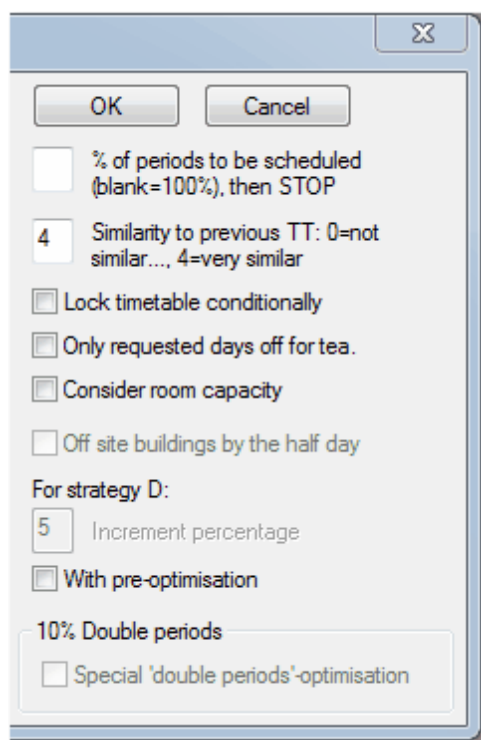 OK Cancel
% of periods to be scheduled
(blank=100%), then STOP
4 Similarity to previous TT: 0=not
similar..., 4=very similar
Lock timetable conditionally
Only requested days off for tea.
Consider room capacity
Off site buildings by the half day
For strategy D:
5 Increment percentage
With pre-optimisation
10% Double periods
Special 'double periods'-optimisation